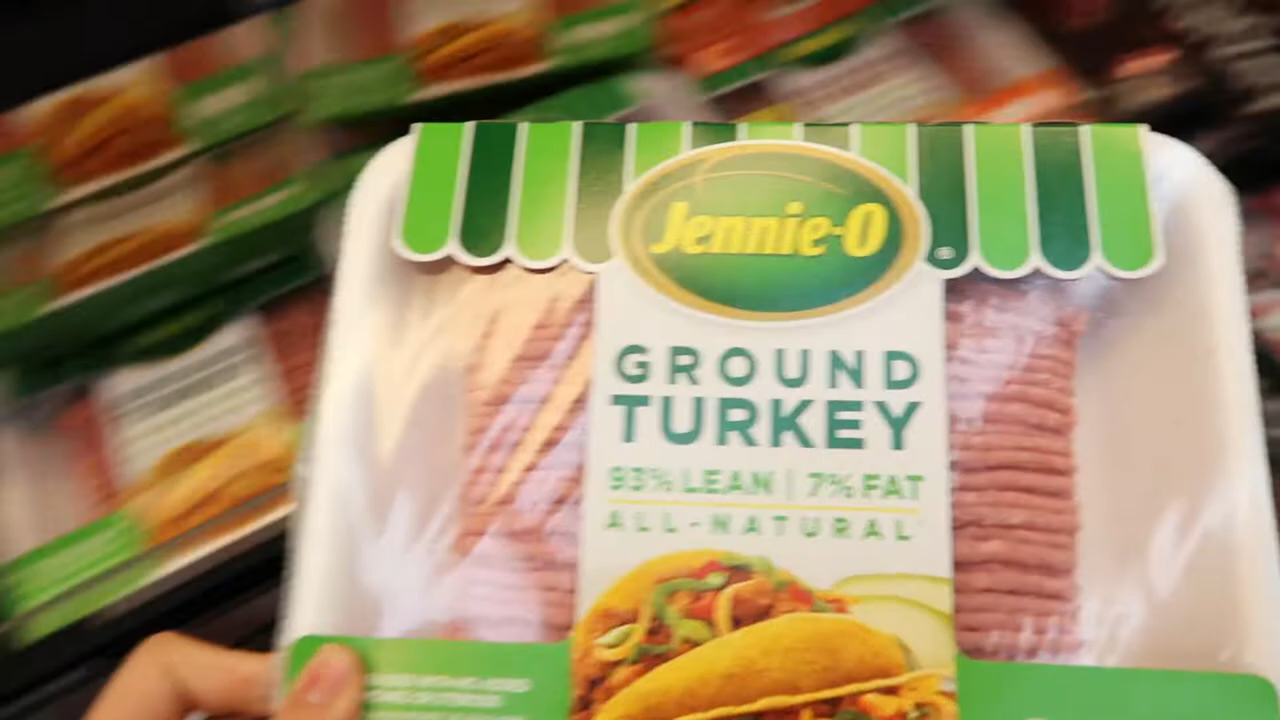 Jennie-O
®
GROUND
TURKEY
93% LEAN | 7% FAT
ALL-NATURAL